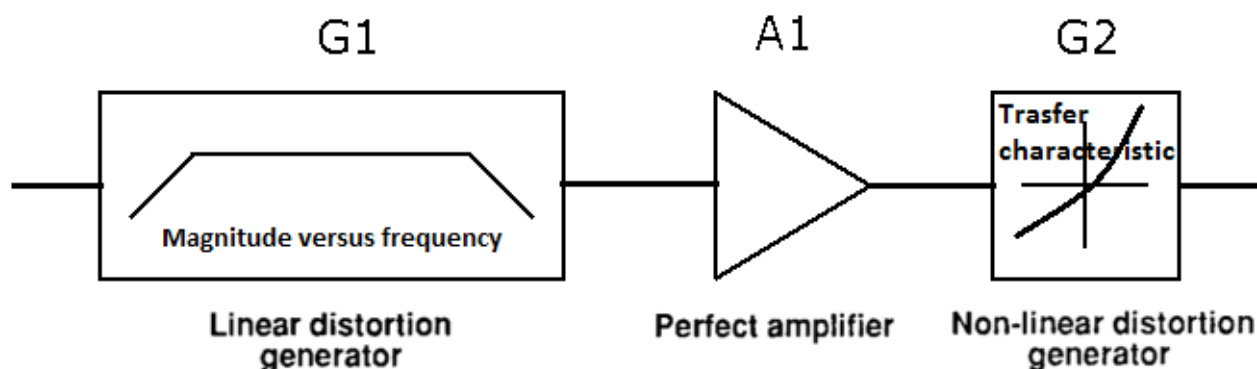 G1
A1
G2
Magnitude versus frequency
Trasfer
characteristic
Linear distortion
generator
Perfect amplifier
Non-linear distortion
generator